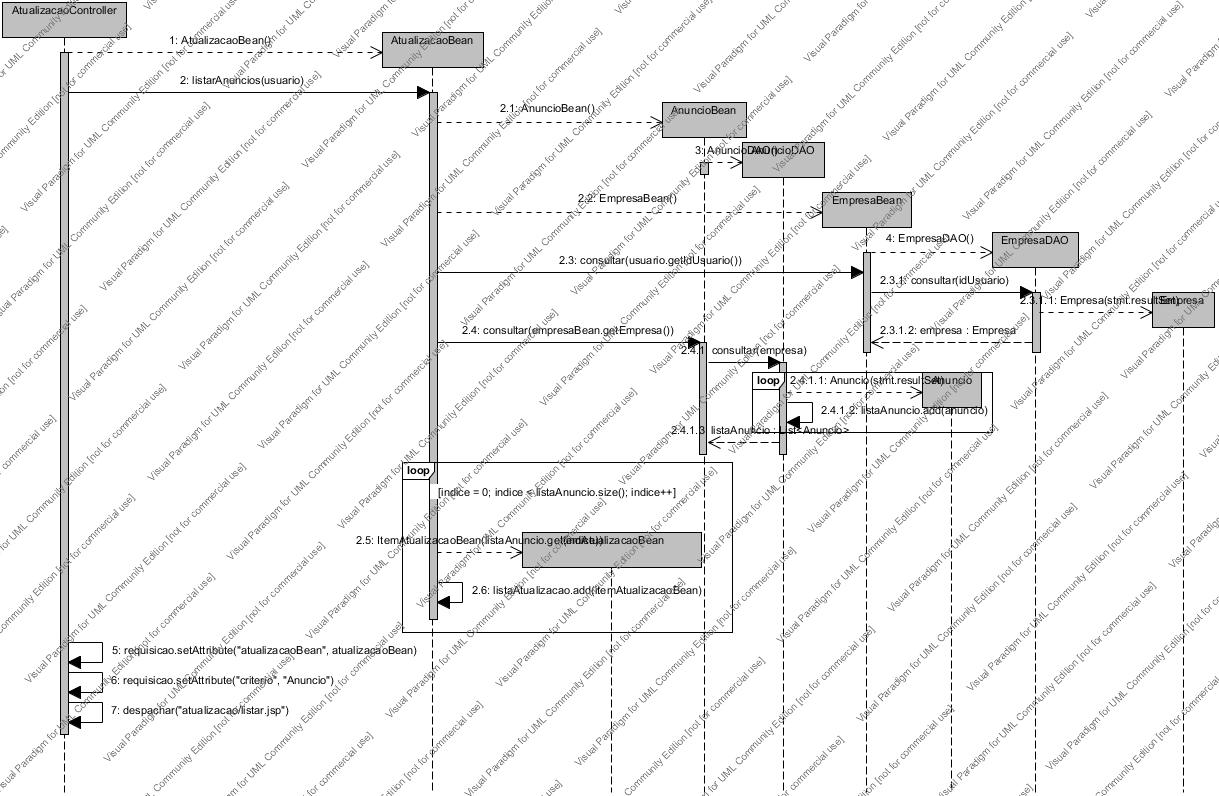 AtualizacaoController
1: AtualizacaoBean()
AtualizacaoBean
2: listarAnuncios(usuario)
2.1: AnuncioBean()
AnuncioBean
3: AnuncioDAO()
AnuncioDAO
2.2: EmpresaBean()
EmpresaBean
4: EmpresaDAO()
EmpresaDAO
2.3: consultar(usuario.getIdUsuario())
2.3.1: consultar(idUsuario)
2.3.1.1: Empresa(stmt.resultSet)
Empresa
2.3.1.2: empresa : Empresa
2.4: consultar(empresaBean.getEmpresa())
2.4.1: consultar(empresa)
loop
2.4.1.1: Anuncio(stmt.resultSet)
Anuncio
2.4.1.2: listaAnuncio.add(anuncio)
2.4.1.3: listaAnuncio : List<Anuncio>
loop
[indice = 0; indice < listaAnuncio.size(); indice++]
2.5: ItemAtualizacaoBean(listaAnuncio.get(indice))
ItemAtualizacaoBean
2.6: listaAtualizacao.add(itemAtualizacaoBean)
5: requisicao.setAttribute("atualizacaoBean", atualizacaoBean)
6: requisicao.setAttribute("criterio", "Anuncio")
7: despachar("atualizacao/listar.jsp")
Visual Paradigm for UML Community Edition [not for commercial use]